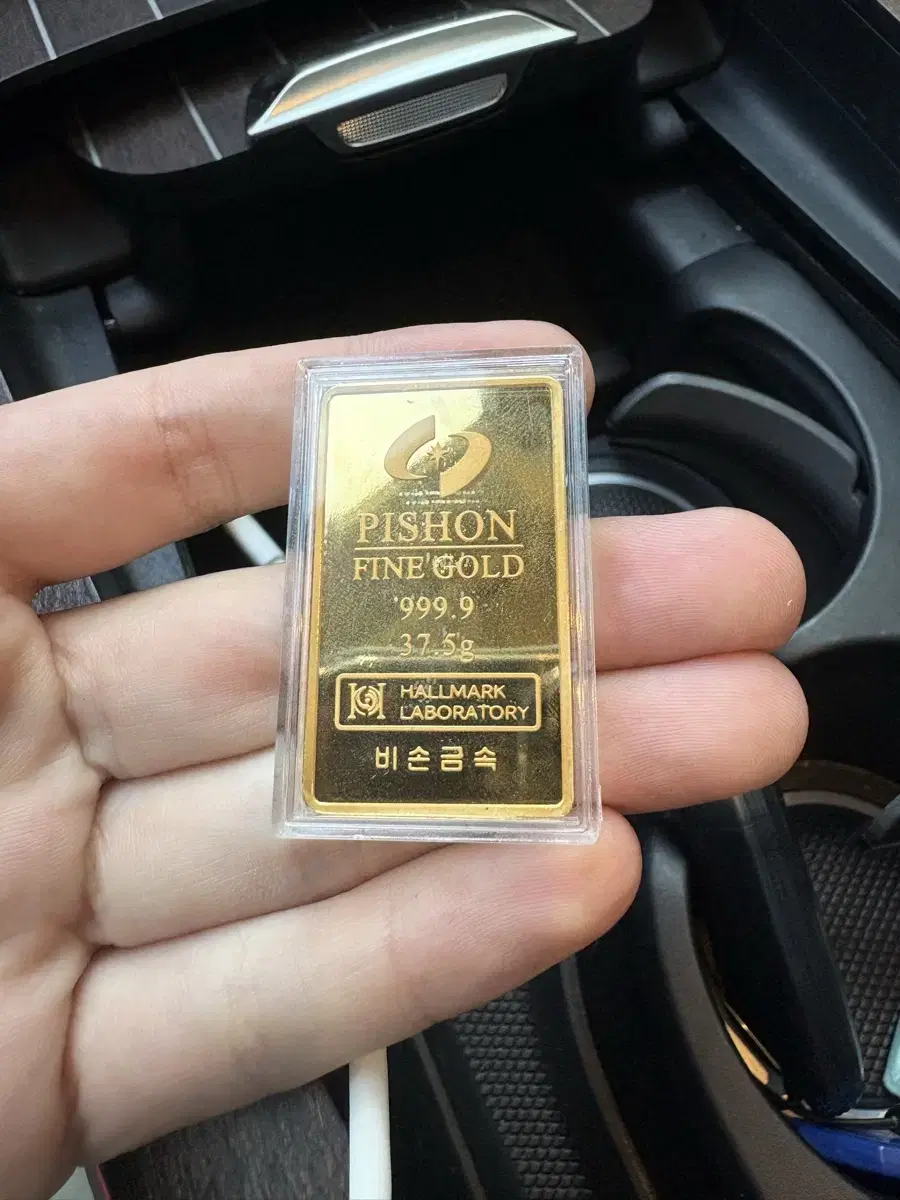 PISHON
FINE GOLD
999.9
37.5g
HALLMARK
LABORATORY
비손금속